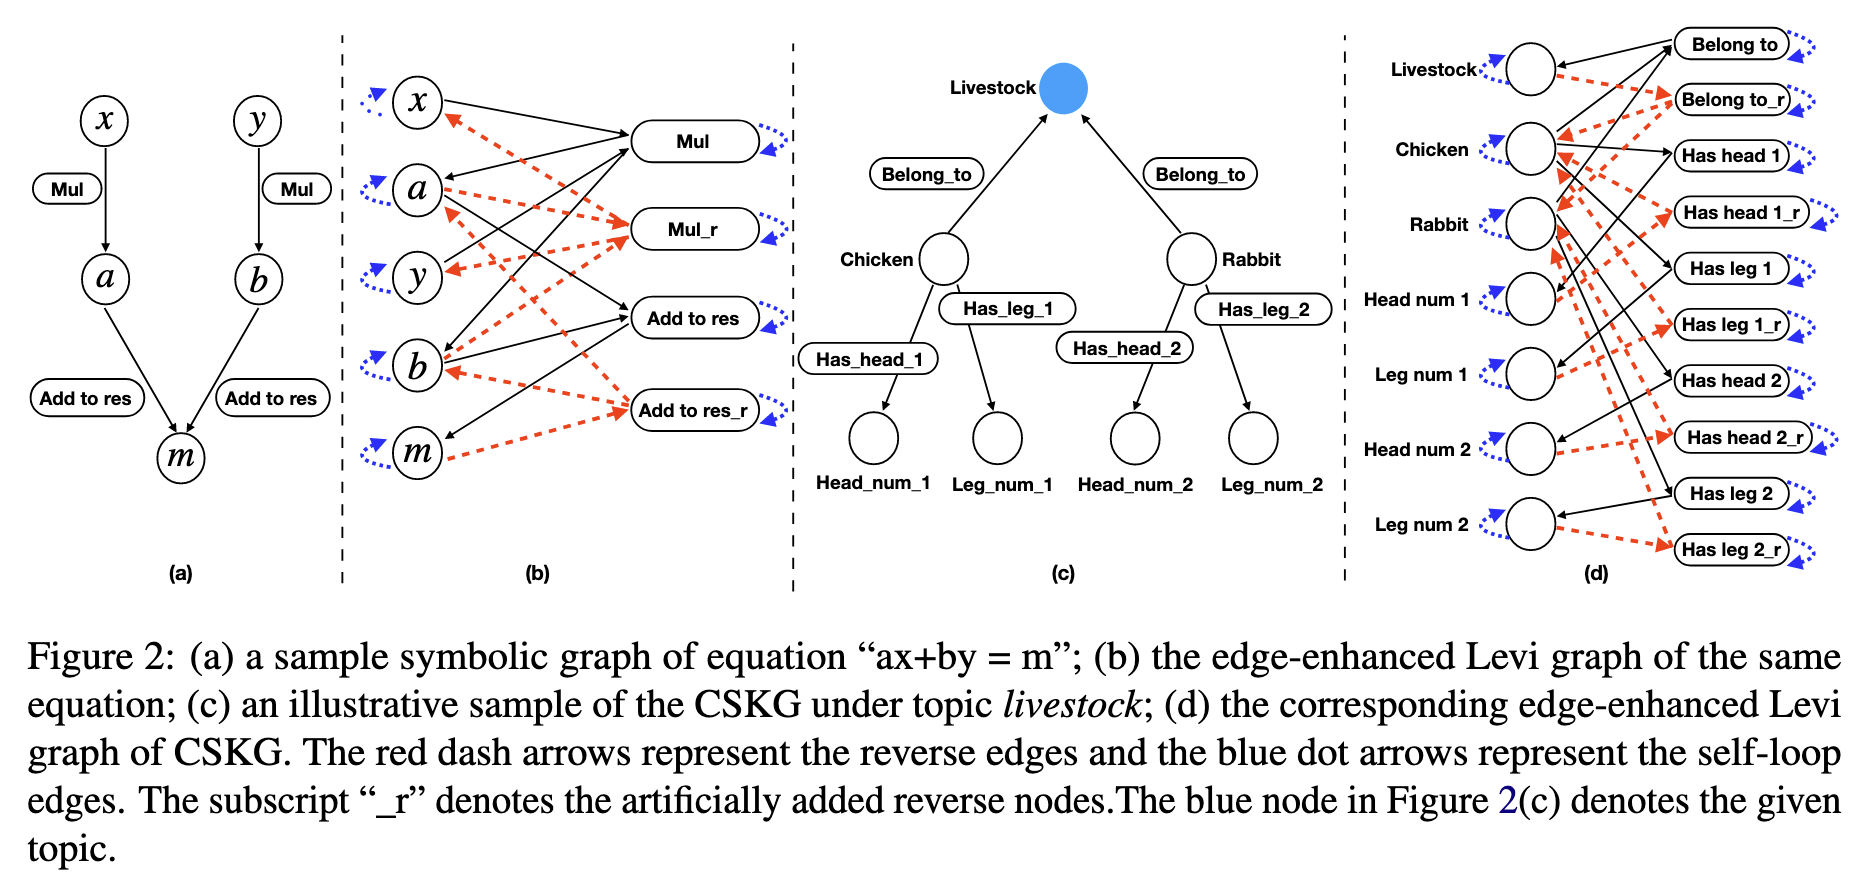 x
y
Mul
Mul
a
b
Add to res
Add to res
m
(a)
x
a
y
b
m
Mul
Mul_r
Add to res
Add to res_r
(b)
Livestock
Belong_to
Belong_to
Chicken
Rabbit
Has_leg_1
Has_leg_2
Has_head_1
Has_head_2
Head_num_1
Leg_num_1
Head_num_2
Leg_num_2
(c)
Livestock
Chicken
Rabbit
Head num 1
Leg num 1
Head num 2
Leg num 2
Belong to
Belong to_r
Has head 1
Has head 1_r
Has leg 1
Has leg 1_r
Has head 2
Has head 2_r
Has leg 2
Has leg 2_r
(d)
Figure 2: (a) a sample symbolic graph of equation “ax+by = m”; (b) the edge-enhanced Levi graph of the same
equation; (c) an illustrative sample of the CSKG under topic livestock; (d) the corresponding edge-enhanced Levi
graph of CSKG. The red dash arrows represent the reverse edges and the blue dot arrows represent the self-loop
edges. The subscript “_r” denotes the artificially added reverse nodes.The blue node in Figure 2(c) denotes the given
topic.